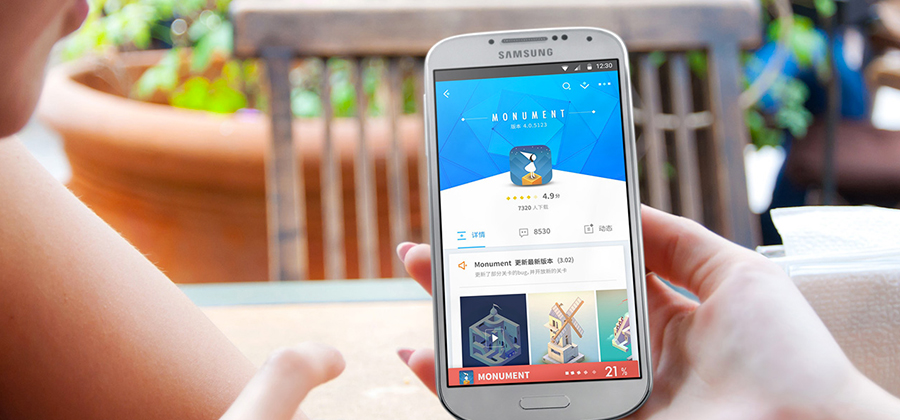 SAMSUNG
12:30
MONUMENT
版本 4.0.5123
4.9分
7320 人下载
详情
8530
动态
Monument 更新最新版本 (3.02)
更新了部分关卡的bug,并开放新的关卡
MONUMENT
21 %